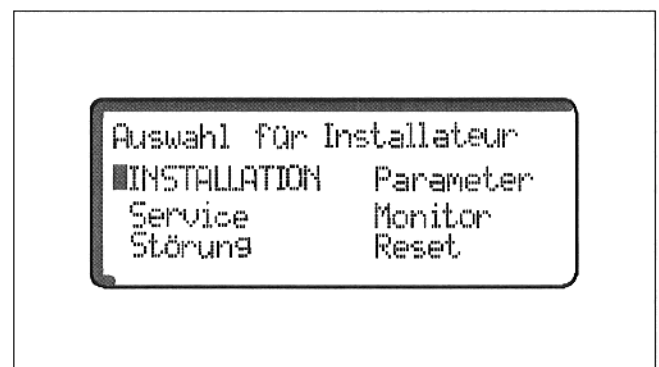 Auswahl für Installateur
INSTALLATION Parameter
Service Monitor
Störung Reset